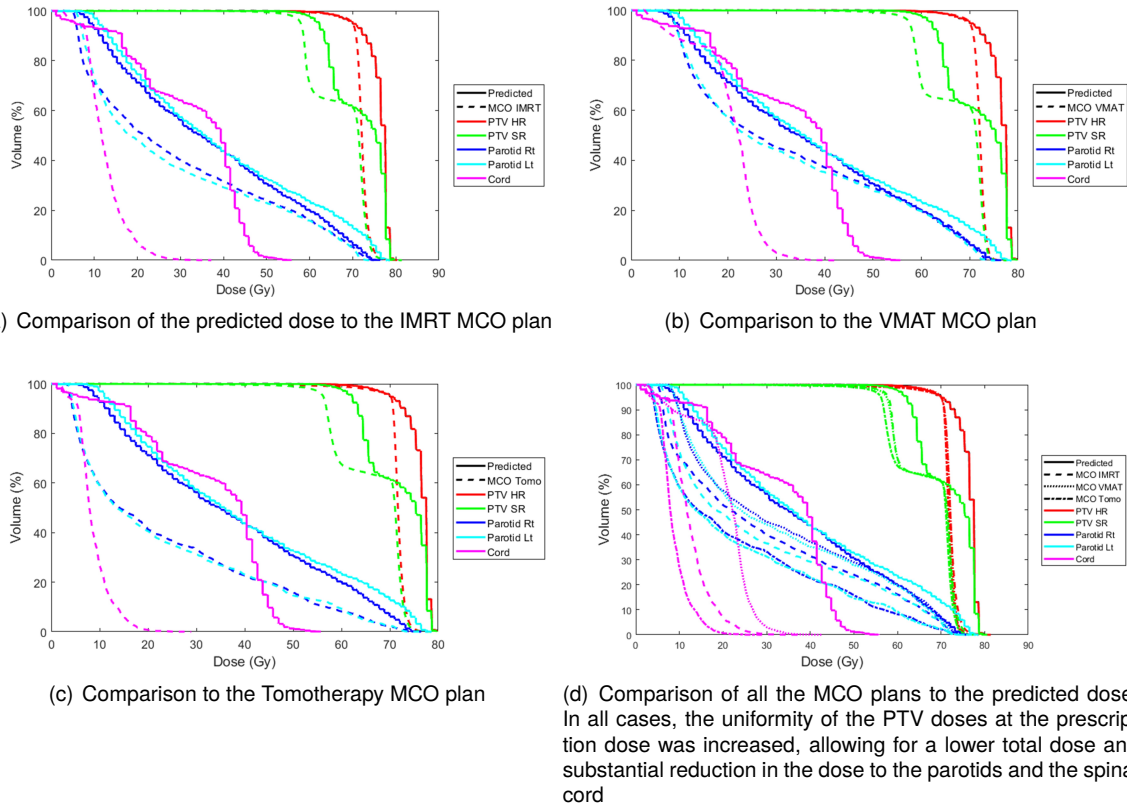 100
80
60
40
20
0
Volume (%)
0 10 20 30 40 50 60 70 80 90
Dose (Gy)
Predicted
MCO IMRT
PTV HR
PTV SR
Parotid Rt
Parotid Lt
Cord
) Comparison of the predicted dose to the IMRT MCO plan
100
80
60
40
20
0
Volume (%)
0 10 20 30 40 50 60 70 80
Dose (Gy)
Predicted
MCO VMAT
PTV HR
PTV SR
Parotid Rt
Parotid Lt
Cord
(b) Comparison to the VMAT MCO plan
100
80
60
40
20
0
Volume (%)
0 10 20 30 40 50 60 70 80
Dose (Gy)
Predicted
MCO Tomo
PTV HR
PTV SR
Parotid Rt
Parotid Lt
Cord
(c) Comparison to the Tomotherapy MCO plan
100
90
80
70
60
50
40
30
20
10
0
Volume (%)
0 10 20 30 40 50 60 70 80 90
Dose (Gy)
Predicted
MCO IMRT
MCO VMAT
MCO Tomo
PTV HR
PTV SR
Parotid Rt
Parotid Lt
Cord
(d) Comparison of all the MCO plans to the predicted dose
In all cases, the uniformity of the PTV doses at the prescrip
tion dose was increased, allowing for a lower total dose an
substantial reduction in the dose to the parotids and the spina
cord